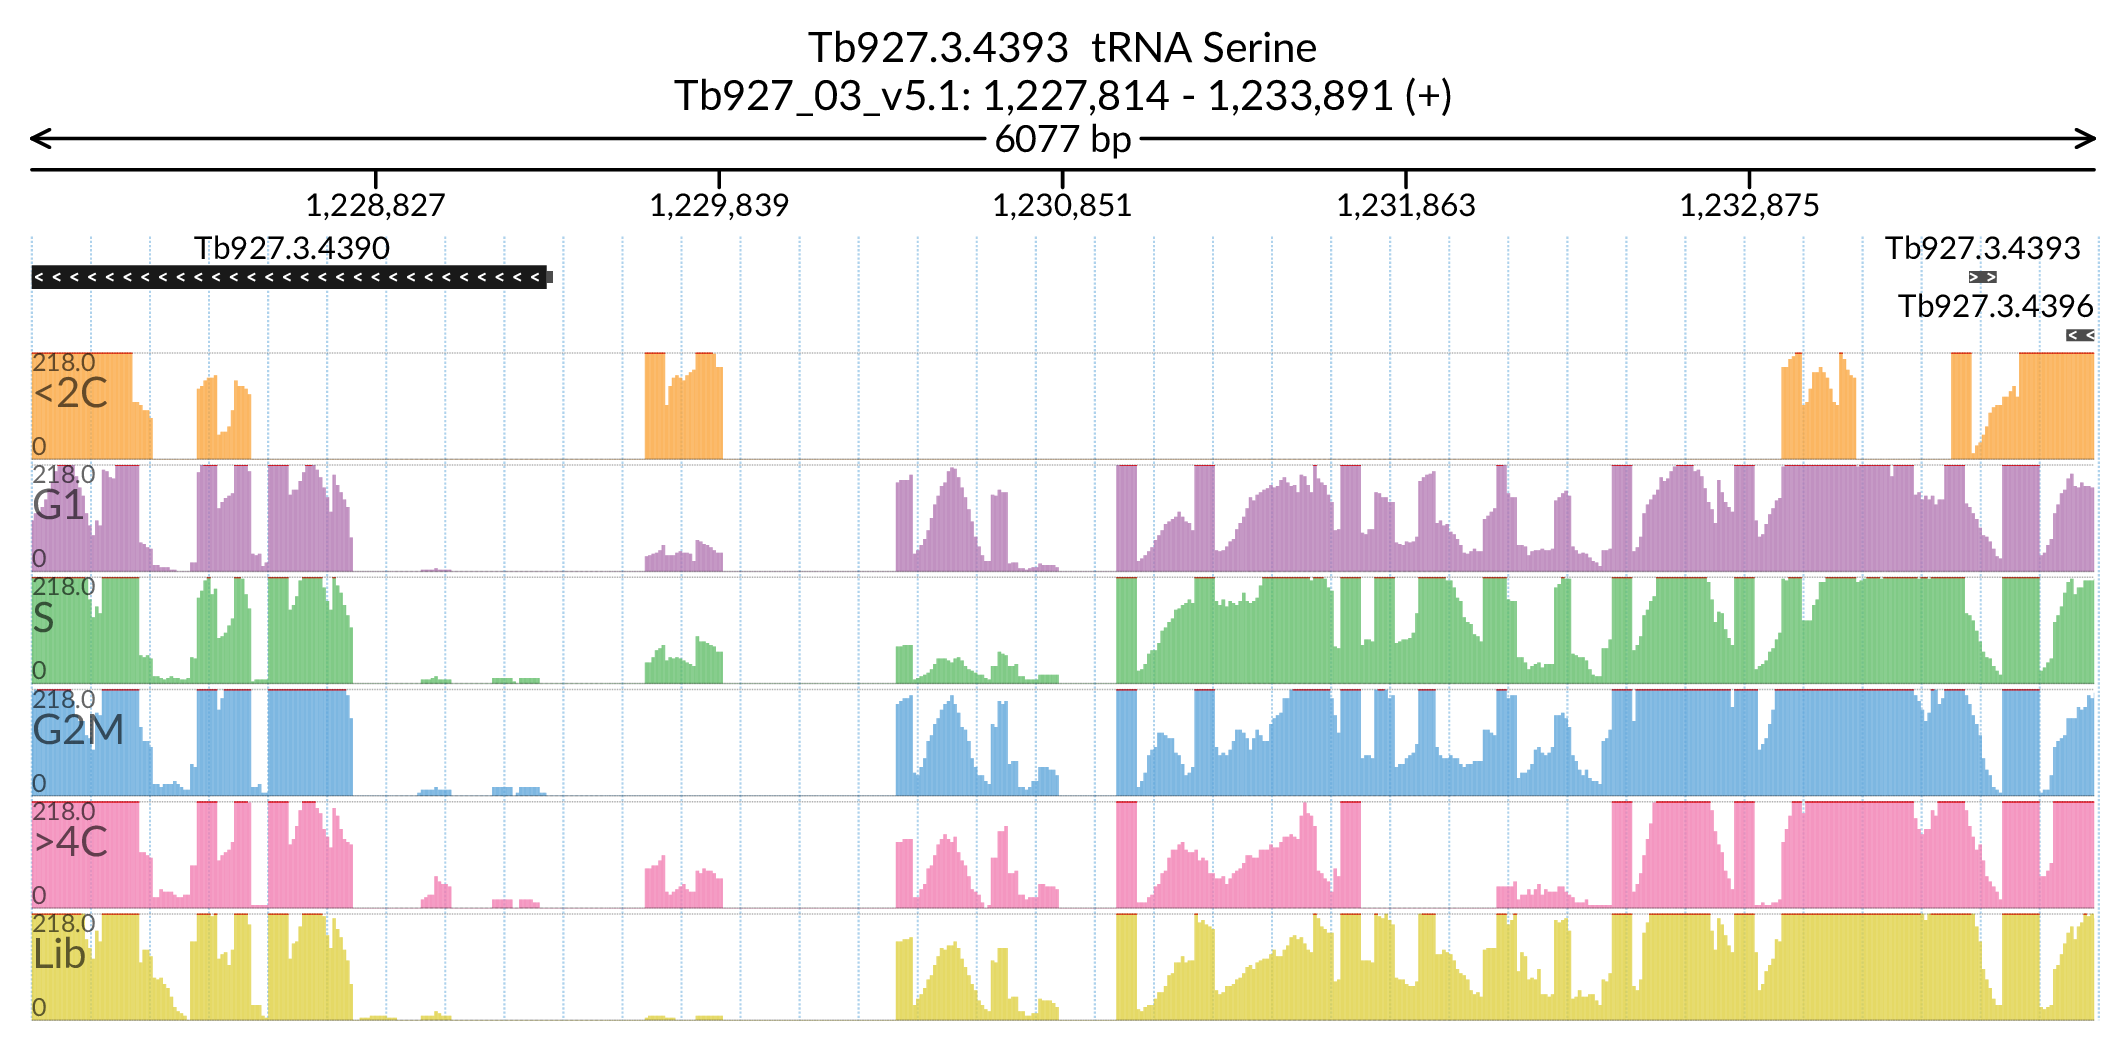 Tb927.3.4393 tRNA Serine
Tb927_03_v5.1: 1,227,814 - 1,233,891 (+)
6077 bp
1,228,827 1,229,839 1,230,851 1,231,863 1,232,875
Tb927.3.4390 Tb927.3.4393
Tb927.3.4396
218.0
<2C
0
218.0
G1
0
218.0
S
0
218.0
G2M
0
218.0
>4C
0
218.0
Lib
0